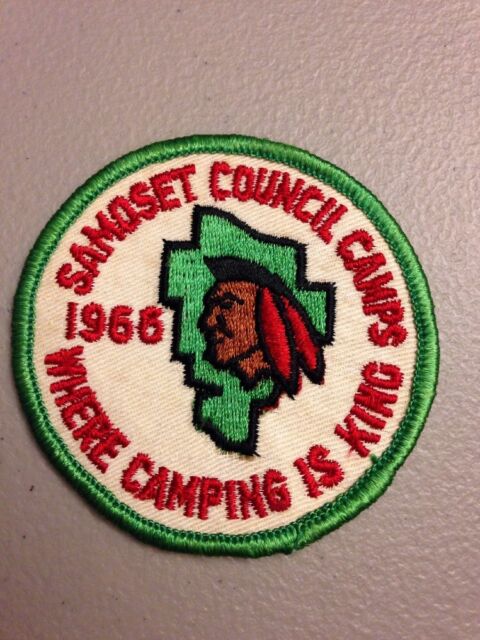 SAMOSET COUNCIL CAMPS
1966
WHERE CAMPING IS KING